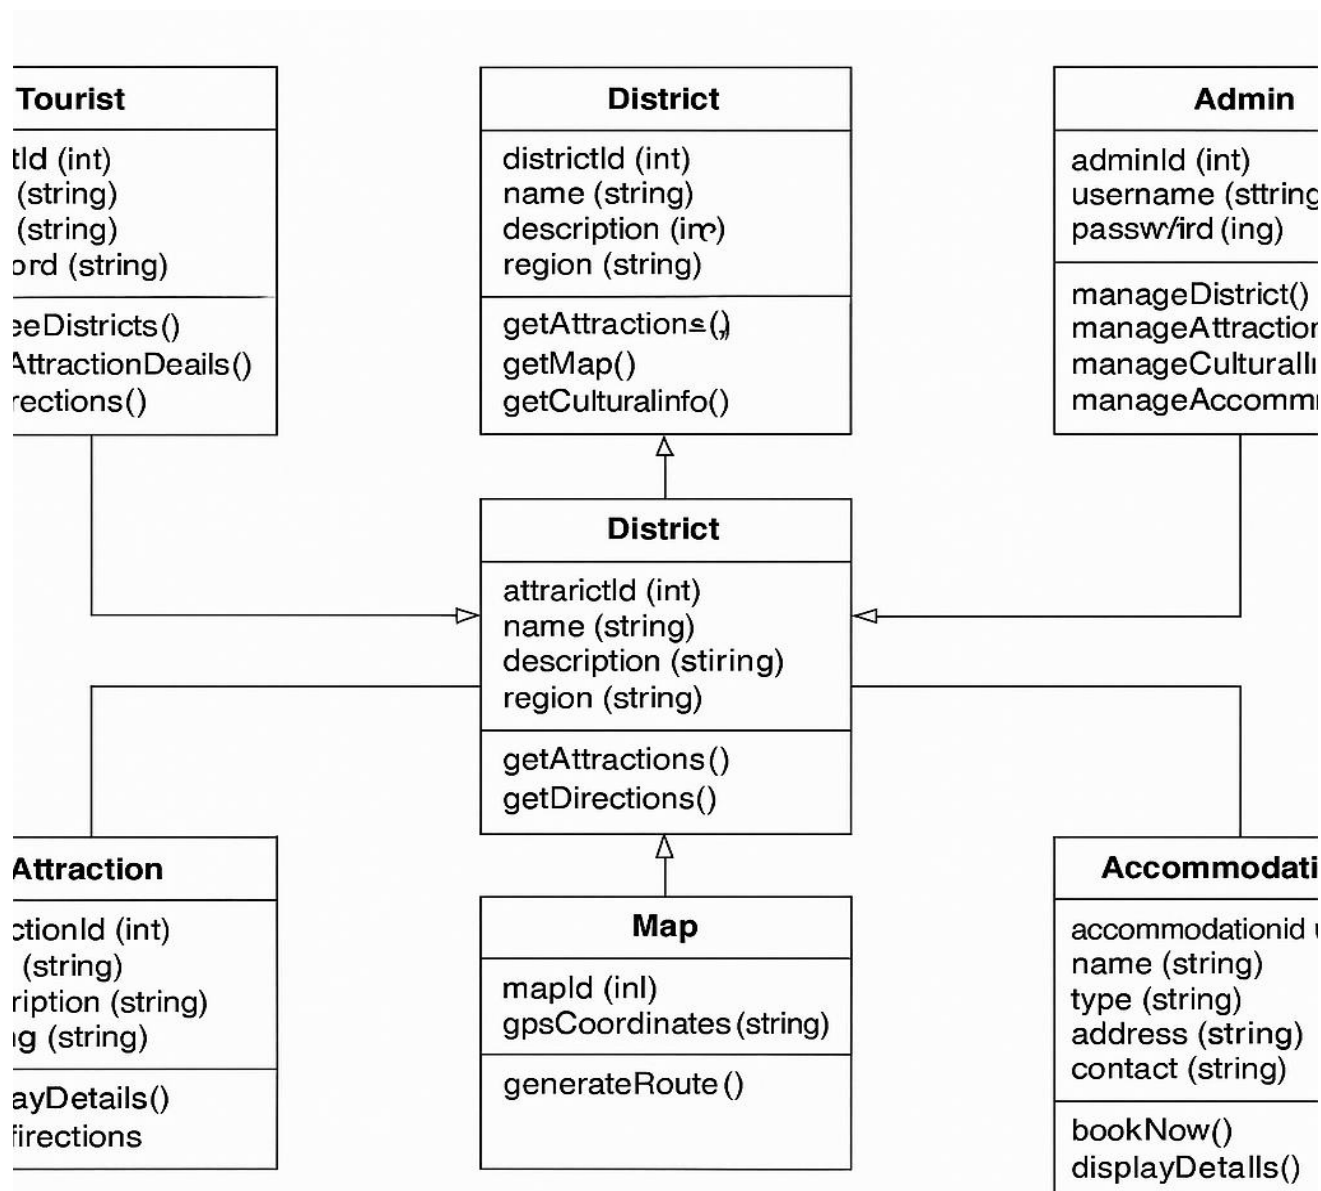 Tourist
tId (int)
(string)
(string)
ord (string)
eeDistricts()
AttractionDeails()
rections()
District
districtId (int)
name (string)
description
region (string)
getAttractions()
getMap()
getCulturalinfo()
Admin
adminId (int)
username (sttring
passw/ird (ing)
manageDistrict()
manageAttraction
manageCulturalI
manageAccomm
District
attrarictId (int)
name (string)
description (stiring)
region (string)
getAttractions()
getDirections()
Attraction
ctionId (int)
(string)
ription (string)
ng (string)
ayDetails()
firections
Map
mapId (inl)
gpsCoordinates (string)
generateRoute ()
Accommodati
accommodationid
name (string)
type (string)
address (string)
contact (string)
bookNow()
displayDetalls()